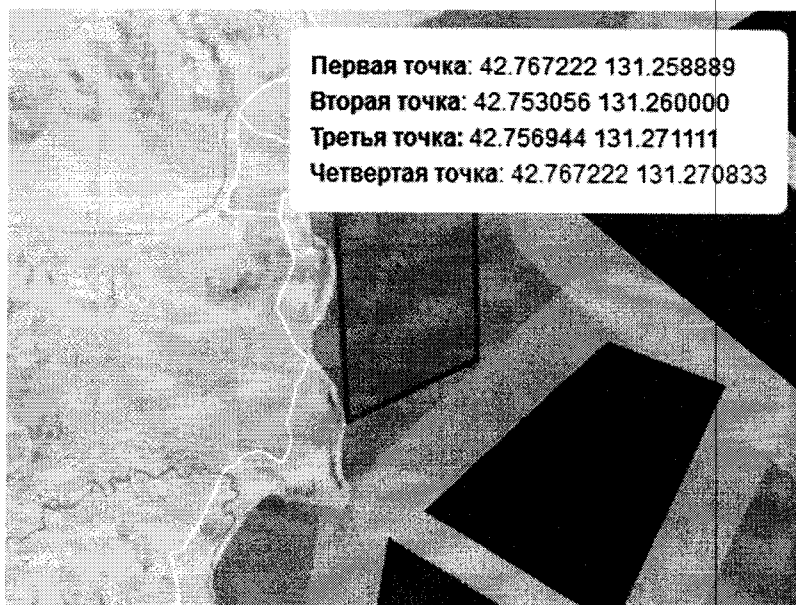 Первая точка: 42.767222 131.258889
Вторая точка: 42.753056 131.260000
Третья точка: 42.756944 131.271111
Четвертая точка: 42.767222 131.270833